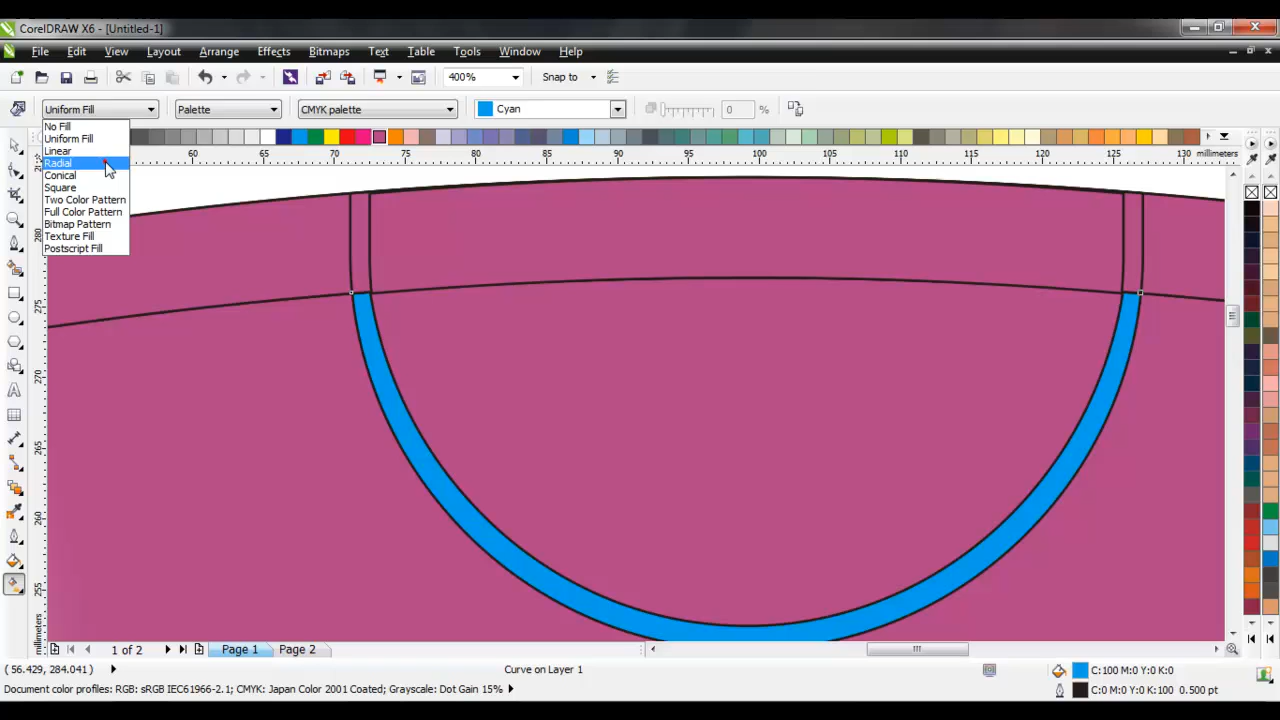 CorelDRAW X6 - [Untitled-1]
File Edit View Layout Arrange Effects Bitmaps Text Table Tools Window Help
400% Snap to
Uniform Fill Palette CMYK palette Cyan 0 %
No Fill
Uniform Fill
Linear
Radial
Conical
Square
Two Color Pattern
Full Color Pattern
Bitmap Pattern
Texture Fill
Postscript Fill
60 65 70 75 80 85 90 95 100 105 110 115 120 125 130 millimeters
280
275
270
265
260
255
millimeters
1 of 2 Page 1 Page 2
(56.429, 284.041) Curve on Layer 1 C:100 M:0 Y:0 K:0
Document color profiles: RGB: sRGB IEC61966-2.1; CMYK: Japan Color 2001 Coated; Grayscale: Dot Gain 15% C:0 M:0 Y:0 K:100 0.500 pt